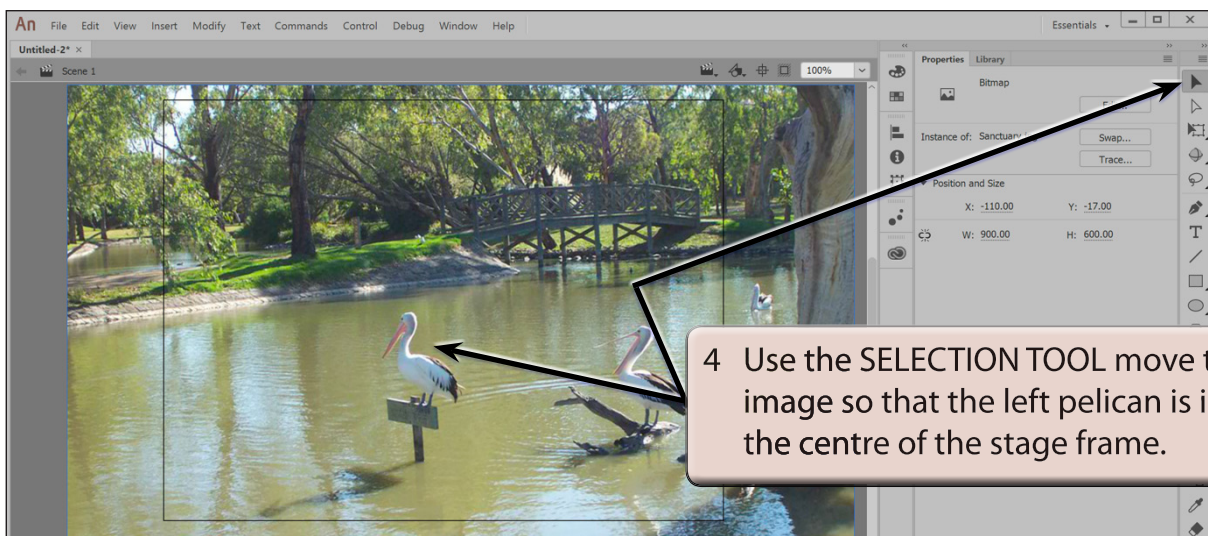 An File Edit View Insert Modify Text Commands Control Debug Window Help Essentials
Untitled-2* ×
Scene 1 100%
Properties Library
Bitmap
Instance of: Sanctuary
Swap...
Trace...
Position and Size
X: -110.00 Y: -17.00
W: 900.00 H: 600.00
T
4 Use the SELECTION TOOL move
image so that the left pelican is
the centre of the stage frame.